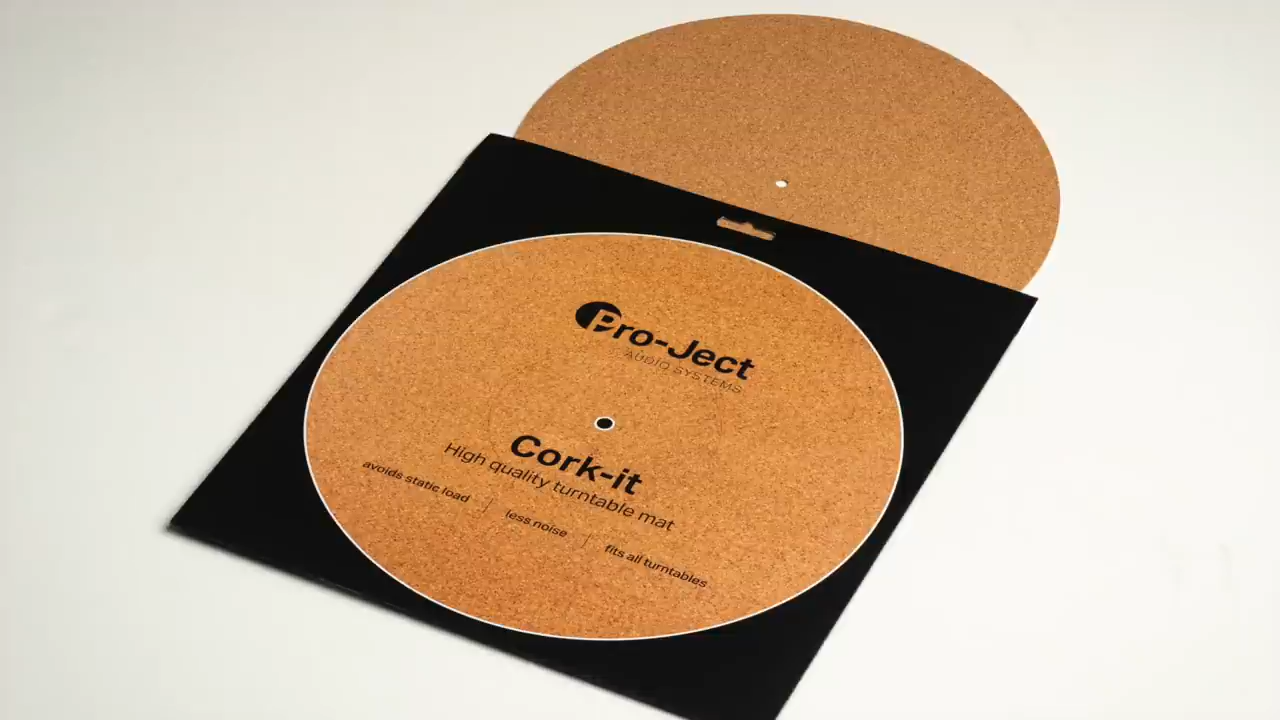 Pro-Ject
AUDIO SYSTEMS
Cork-it
High quality turntable mat
avoids static load | less noise / fits all turntables